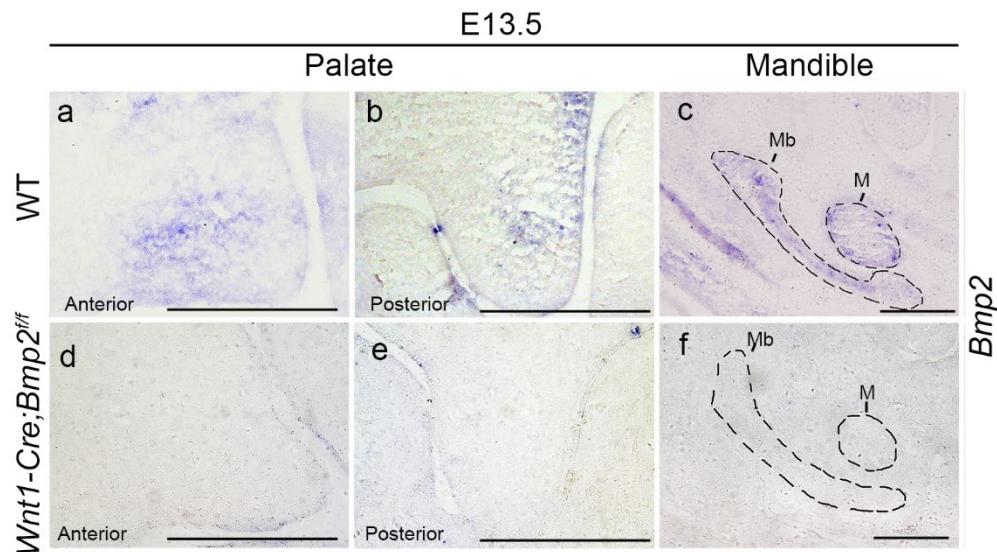 E13.5
Palate
Mandible
WT
a
Anterior
b
Posterior
c
Mb
M
Wnt1-Cre;Bmp2f/f
d
Anterior
e
Posterior
f
Mb
M
Bmp2